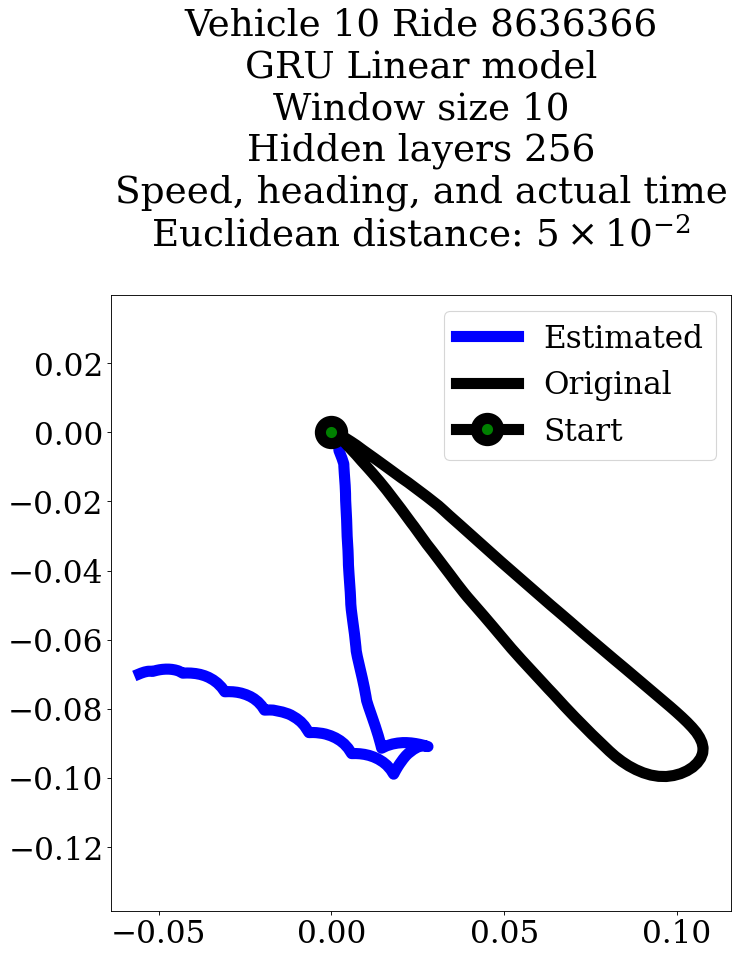 Vehicle 10 Ride 8636366
GRU Linear model
Window size 10
Hidden layers 256
Speed, heading, and actual time
Euclidean distance: 5 × 10⁻²
Estimated
Original
Start
0.02
0.00
−0.02
−0.04
−0.06
−0.08
−0.10
−0.12
−0.05 0.00 0.05 0.10